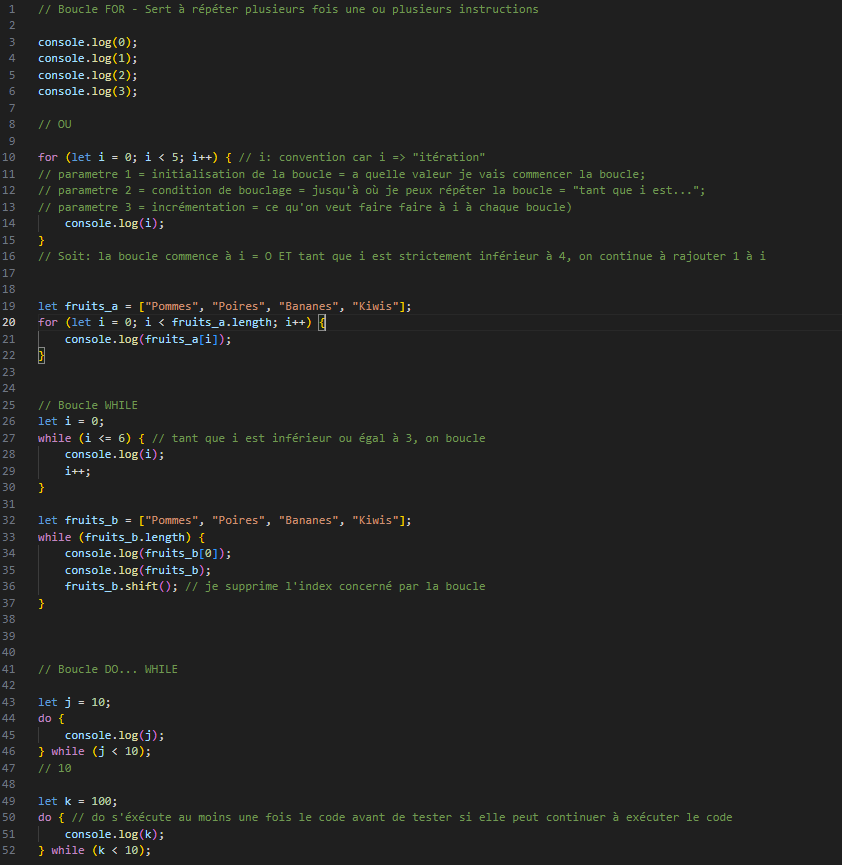 1 // Boucle FOR - Sert à répéter plusieurs fois une ou plusieurs instructions
2
3 console.log(0);
4 console.log(1);
5 console.log(2);
6 console.log(3);
7
8 // OU
9
10 for (let i = 0; i < 5; i++) { // i: convention car i => "itération"
11 // parametre 1 = initialisation de la boucle = a quelle valeur je vais commencer la boucle;
12 // parametre 2 = condition de bouclage = jusqu'à où je peux répéter la boucle = "tant que i est...";
13 // parametre 3 = incrémentation = ce qu'on veut faire faire à i à chaque boucle)
14     console.log(i);
15 }
16 // Soit: la boucle commence à i = O ET tant que i est strictement inférieur à 4, on continue à rajouter 1 à i
17
18
19 let fruits_a = ["Pommes", "Poires", "Bananes", "Kiwis"];
20 for (let i = 0; i < fruits_a.length; i++) {
21     console.log(fruits_a[i]);
22 }
23
24
25 // Boucle WHILE
26 let i = 0;
27 while (i <= 6) { // tant que i est inférieur ou égal à 3, on boucle
28     console.log(i);
29     i++;
30 }
31
32 let fruits_b = ["Pommes", "Poires", "Bananes", "Kiwis"];
33 while (fruits_b.length) {
34     console.log(fruits_b[0]);
35     console.log(fruits_b);
36     fruits_b.shift(); // je supprime l'index concerné par la boucle
37 }
38
39
40
41 // Boucle DO... WHILE
42
43 let j = 10;
44 do {
45     console.log(j);
46 } while (j < 10);
47 // 10
48
49 let k = 100;
50 do { // do s'éxécute au moins une fois le code avant de tester si elle peut continuer à exécuter le code
51     console.log(k);
52 } while (k < 10);